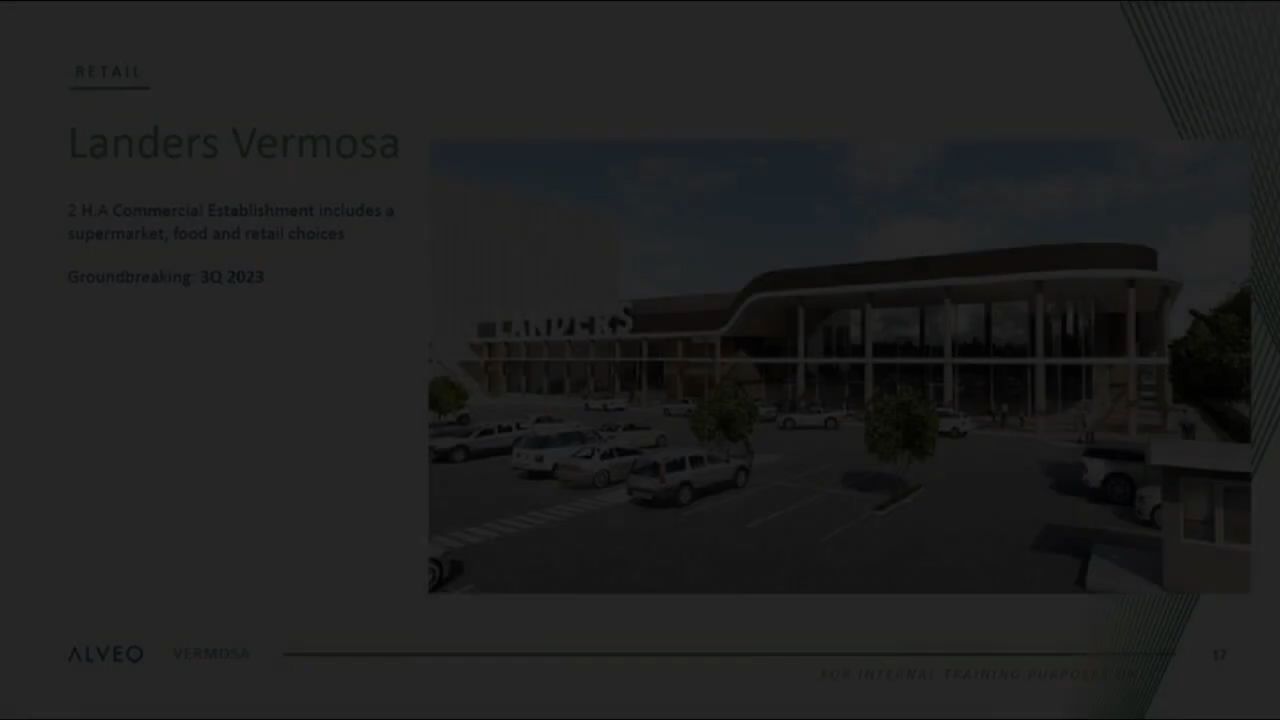 RETAIL
Landers Vermosa
2 H.A Commercial Establishment includes a
supermarket, food and retail choices
Groundbreaking: 3Q 2023
LANDERS
ALVEO VERMOSA
17
FOR INTERNAL TRAINING PURPOSES ONLY